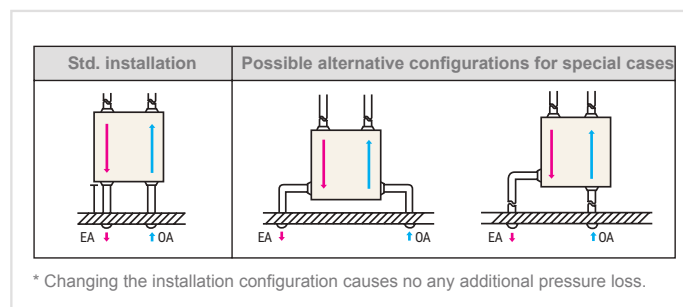 Std. installation
Possible alternative configurations for special cases
EA OA
EA OA
EA OA
* Changing the installation configuration causes no any additional pressure loss.